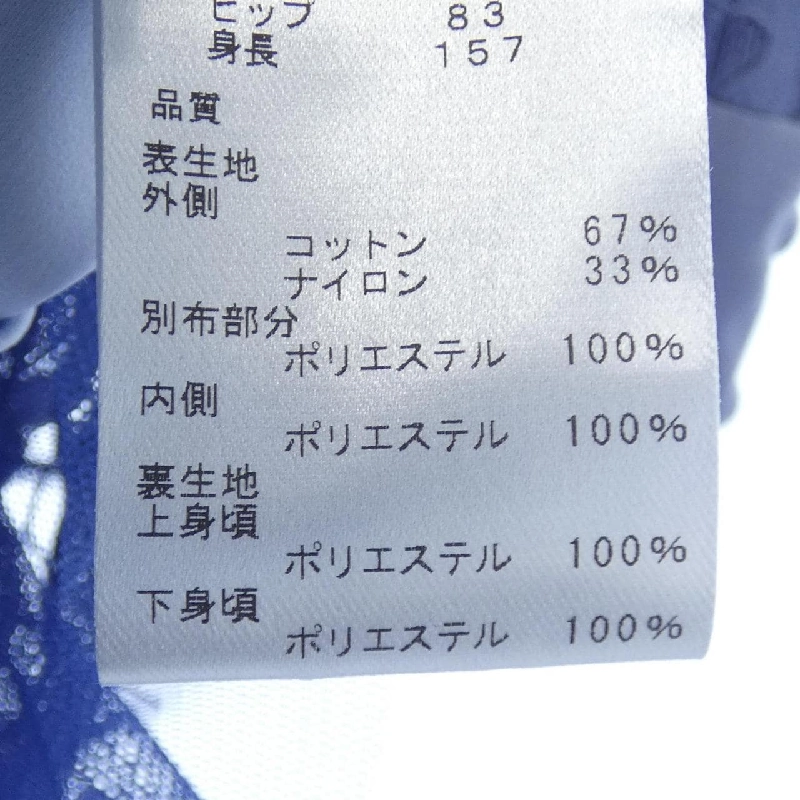 ヒップ 83
身長 157
品質
表生地
外側
コットン 67%
ナイロン 33%
別布部分
ポリエステル 100%
内側
ポリエステル 100%
裏生地
上身頃
ポリエステル 100%
下身頃
ポリエステル 100%